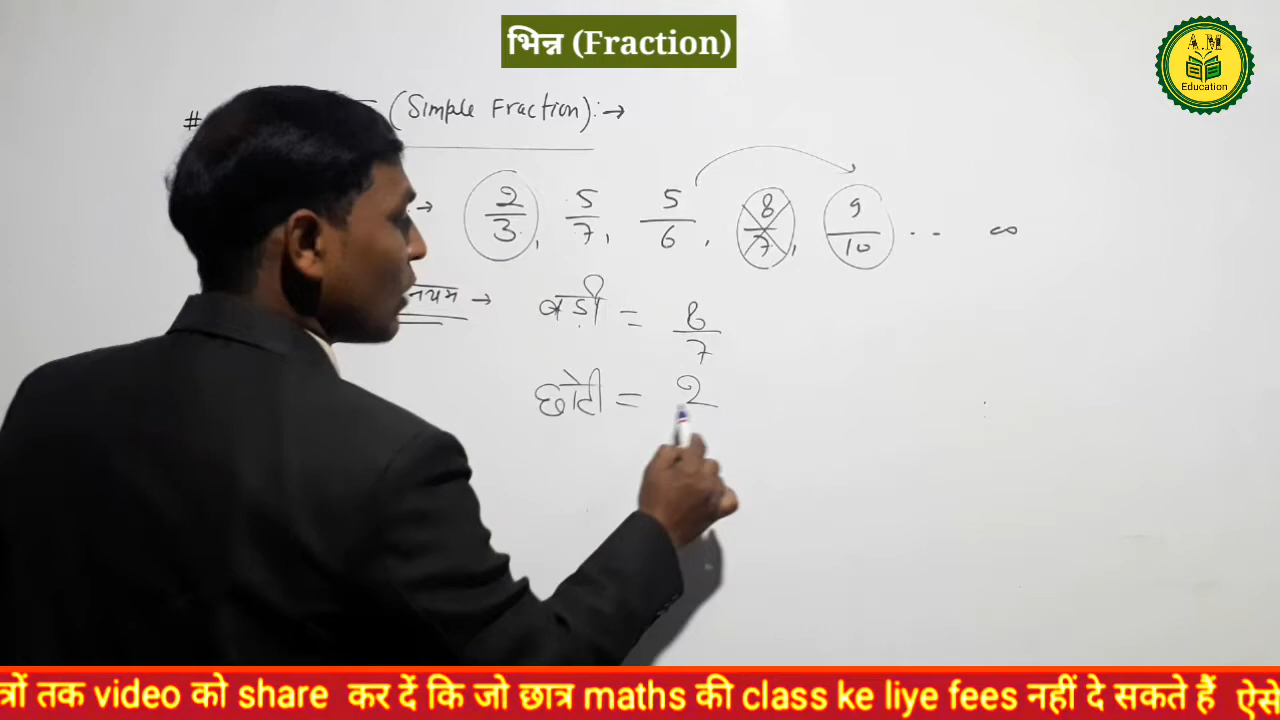 भिन्न (Fraction)
A.M
Education
# (Simple Fraction):→
→ 2/3, 5/7, 5/6, 8/7, 9/10 .. ∞
नियम → बड़ी = 8/7
छोटी = 2
त्रों तक video को share कर दें कि जो छात्र maths की class ke liye fees नहीं दे सकते हैं ऐसे